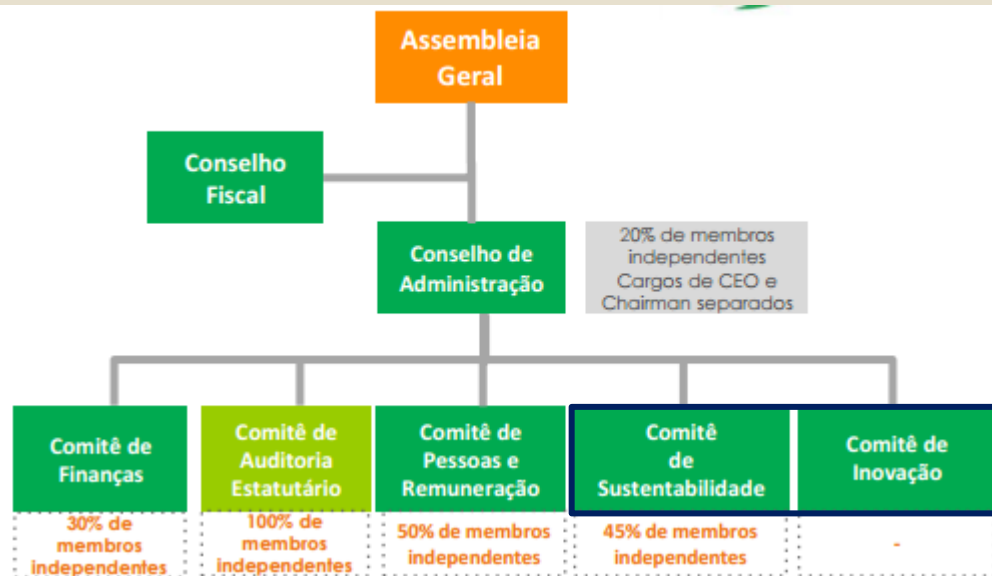 Assembleia
Geral
Conselho
Fiscal
Conselho de
Administração
20% de membros
independentes
Cargos de CEO e
Chairman separados
Comitê de
Finanças
Comitê de
Auditoria
Estatutário
Comitê de
Pessoas e
Remuneração
Comitê
de
Sustentabilidade
Comitê de
Inovação
30% de
membros
independentes
100% de
membros
independentes
50% de membros
independentes
45% de membros
independentes
-